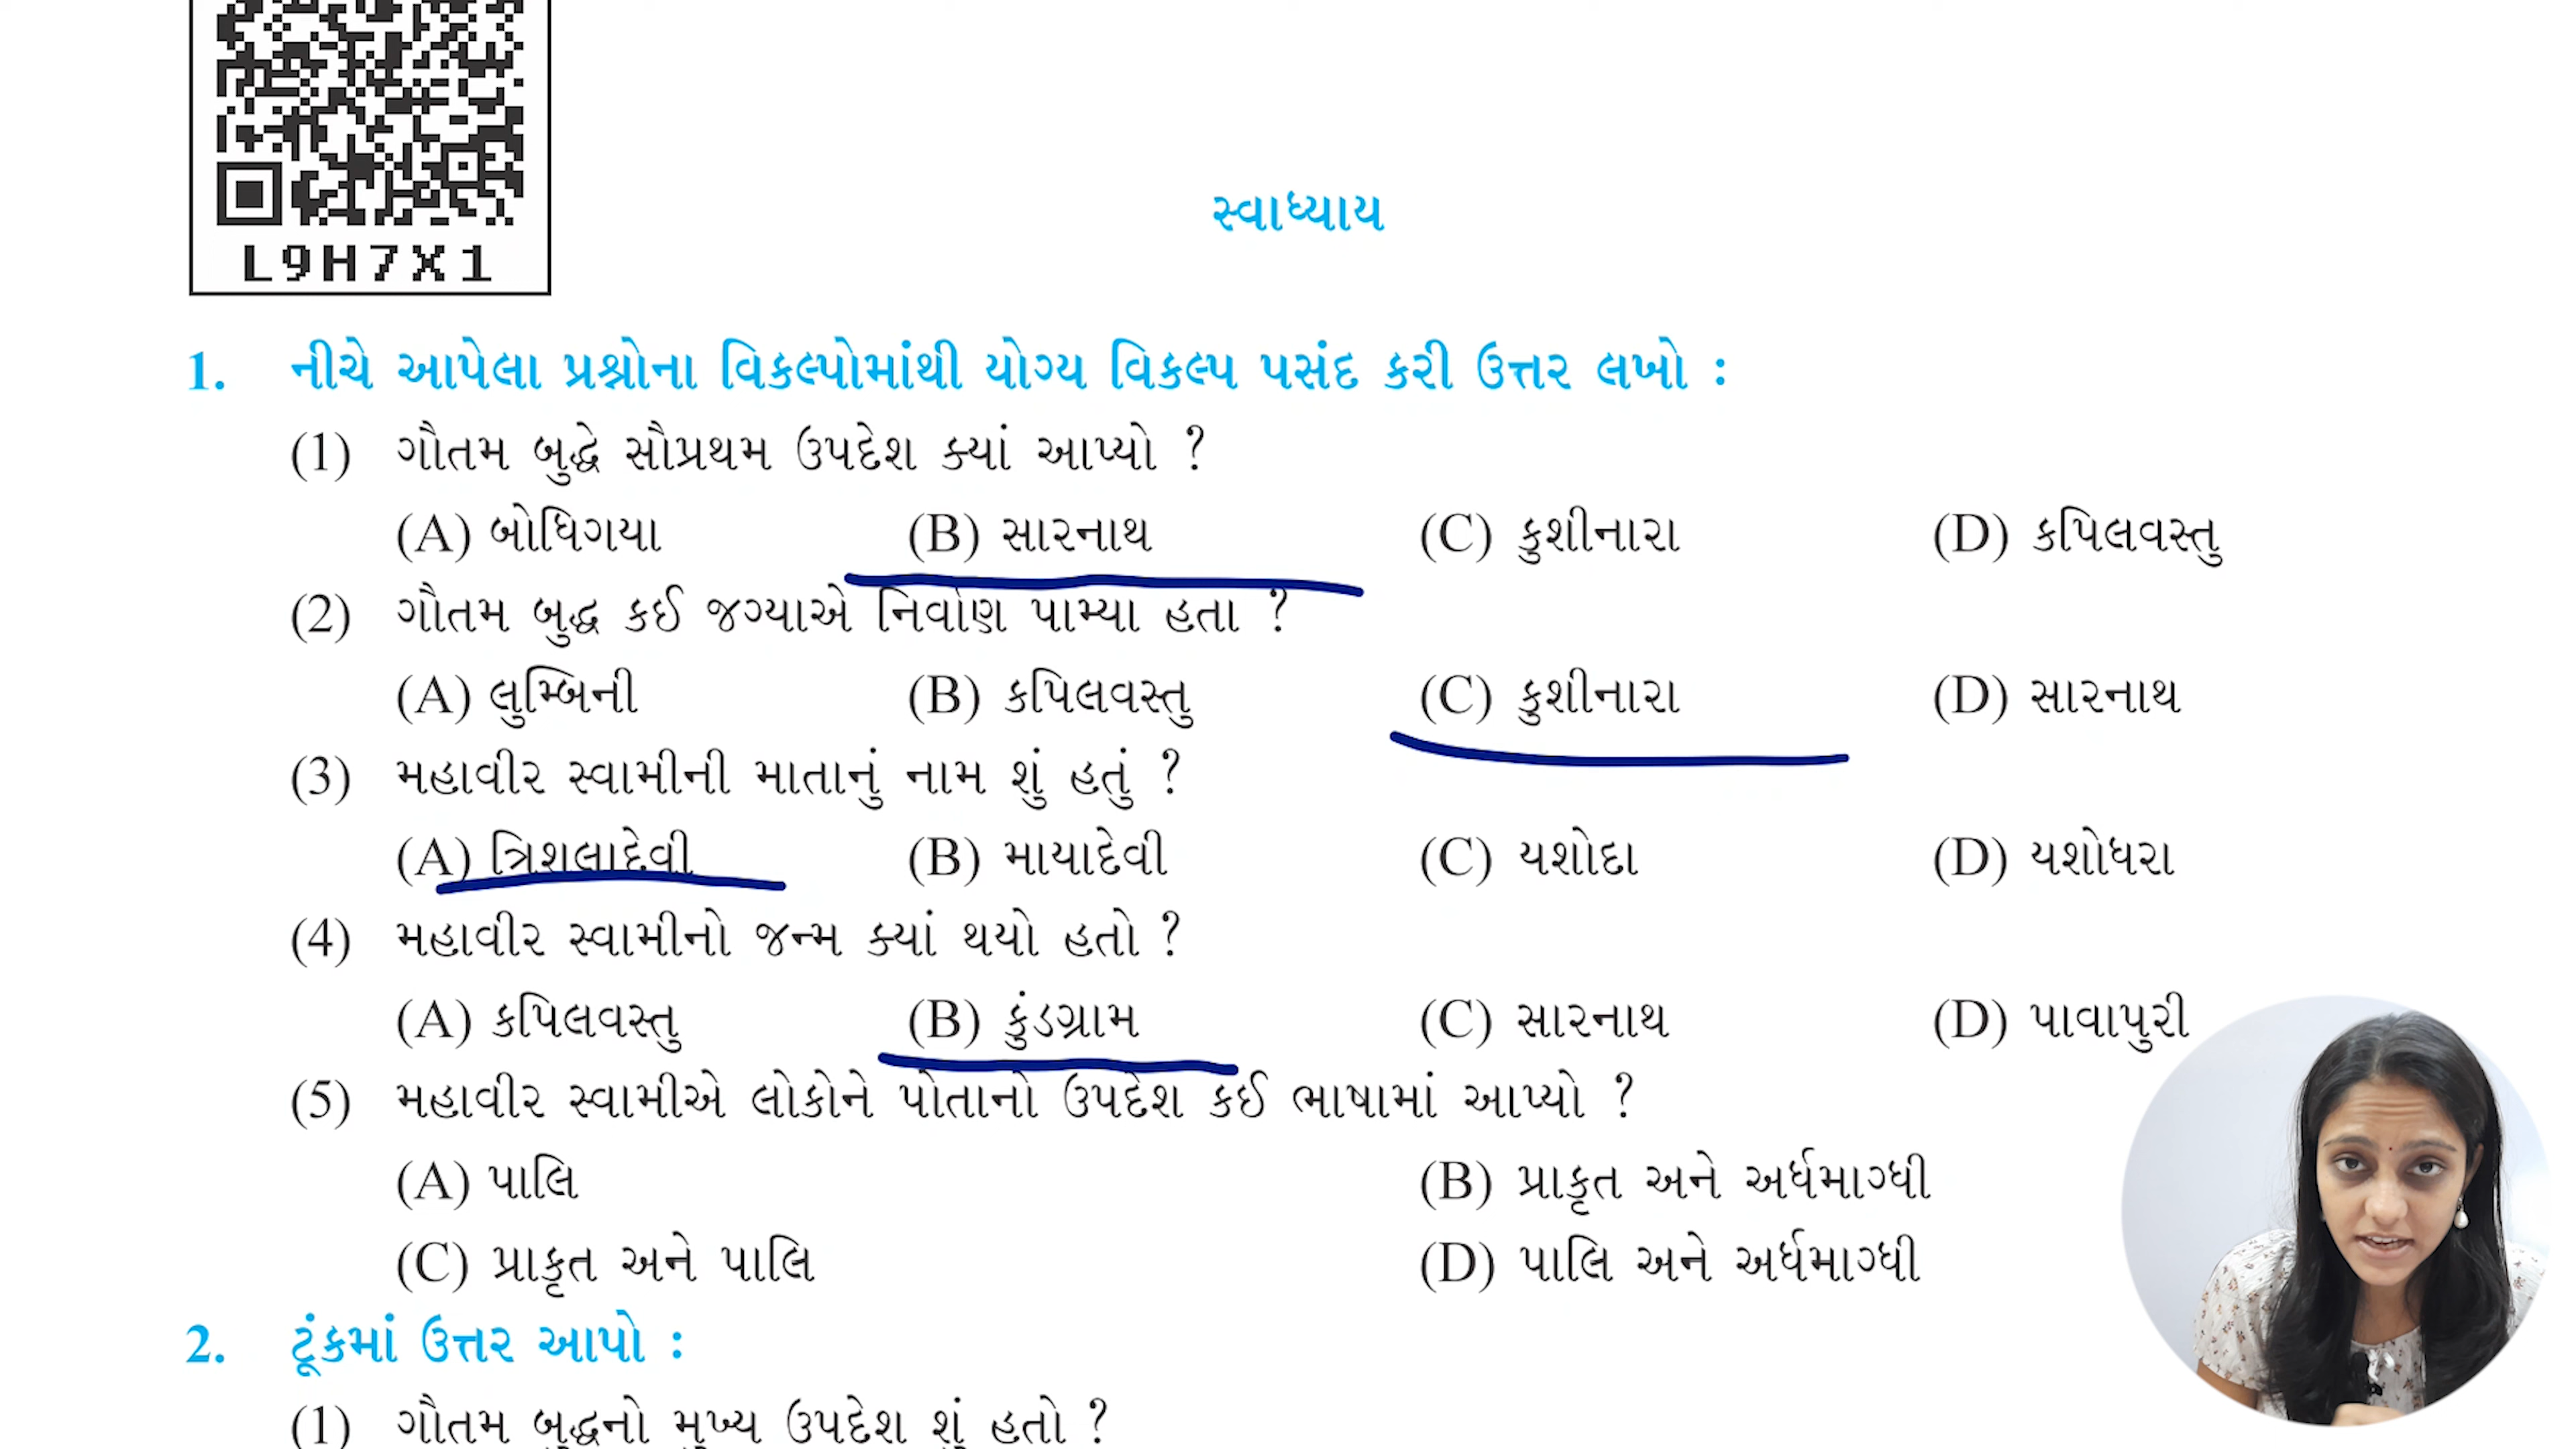 L9H7X1
સ્વાધ્યાય
1. નીચે આપેલા પ્રશ્નોના વિકલ્પોમાંથી યોગ્ય વિકલ્પ પસંદ કરી ઉત્તર લખો :
(1) ગૌતમ બુદ્ધે સૌપ્રથમ ઉપદેશ ક્યાં આપ્યો ?
(A) બોધિગયા (B) સારનાથ (C) કુશીનારા (D) કપિલવસ્તુ
(2) ગૌતમ બુદ્ધ કઈ જગ્યાએ નિર્વાણ પામ્યા હતા ?
(A) લુમ્બિની (B) કપિલવસ્તુ (C) કુશીનારા (D) સારનાથ
(3) મહાવીર સ્વામીની માતાનું નામ શું હતું ?
(A) ત્રિશલાદેવી (B) માયાદેવી (C) યશોદા (D) યશોધરા
(4) મહાવીર સ્વામીનો જન્મ ક્યાં થયો હતો ?
(A) કપિલવસ્તુ (B) કુંડગ્રામ (C) સારનાથ (D) પાવાપુરી
(5) મહાવીર સ્વામીએ લોકોને પોતાનો ઉપદેશ કઈ ભાષામાં આપ્યો ?
(A) પાલિ (B) પ્રાકૃત અને અર્ધમાગ્ધી
(C) પ્રાકૃત અને પાલિ (D) પાલિ અને અર્ધમાગ્ધી
2. ટૂંકમાં ઉત્તર આપો :
(1) ગૌતમ બુદ્ધનો મુખ્ય ઉપદેશ શું હતો ?